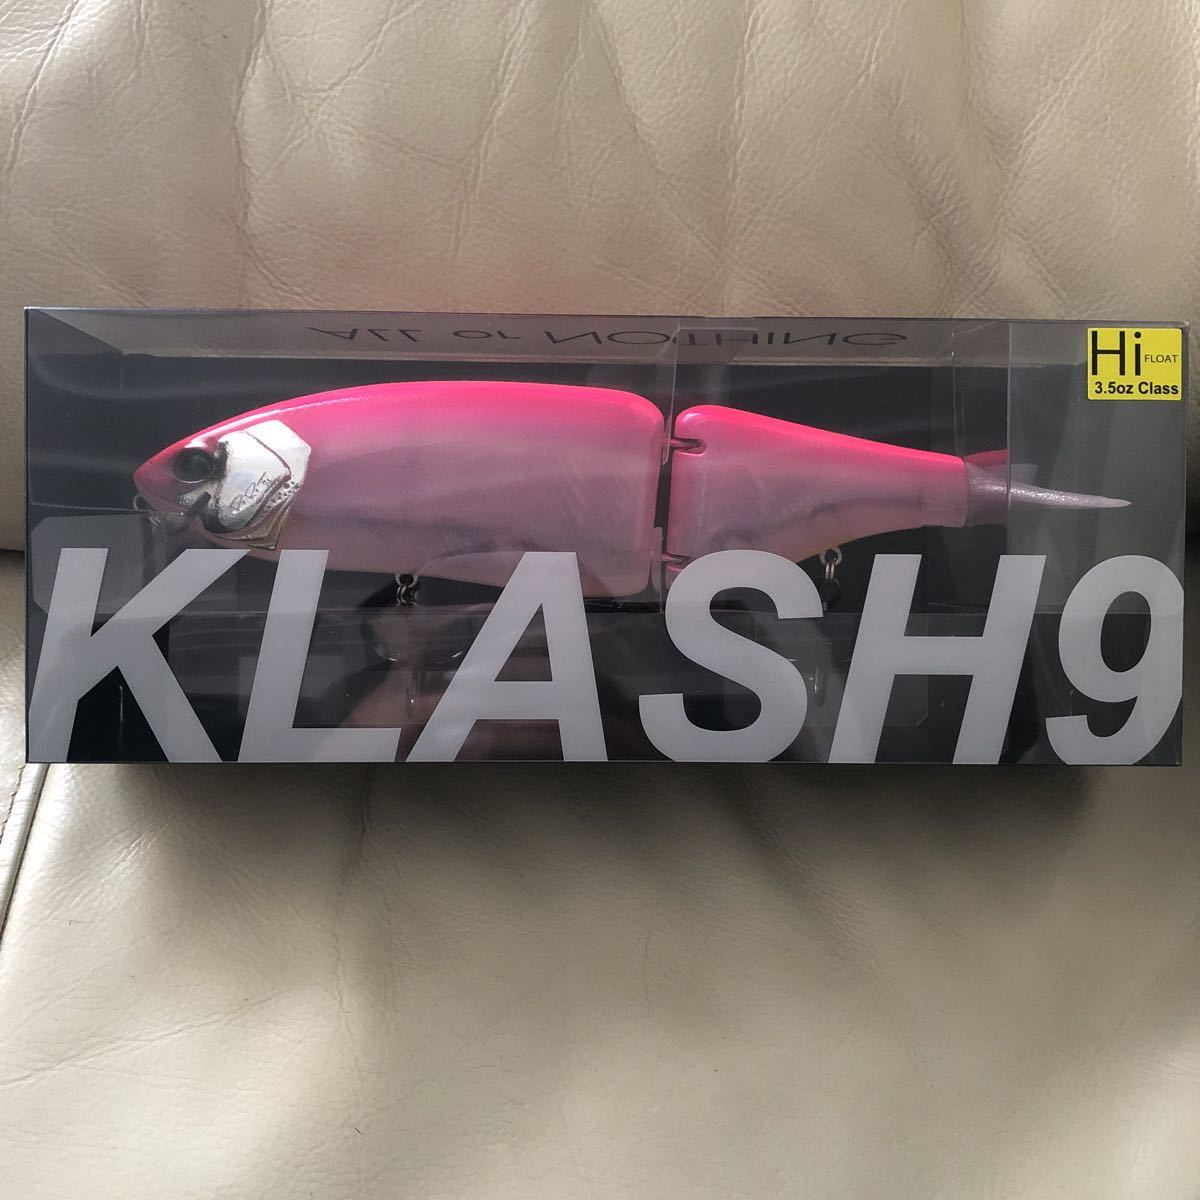 ALL or NOTHING
Hi FLOAT
3.5oz Class
KLASH9